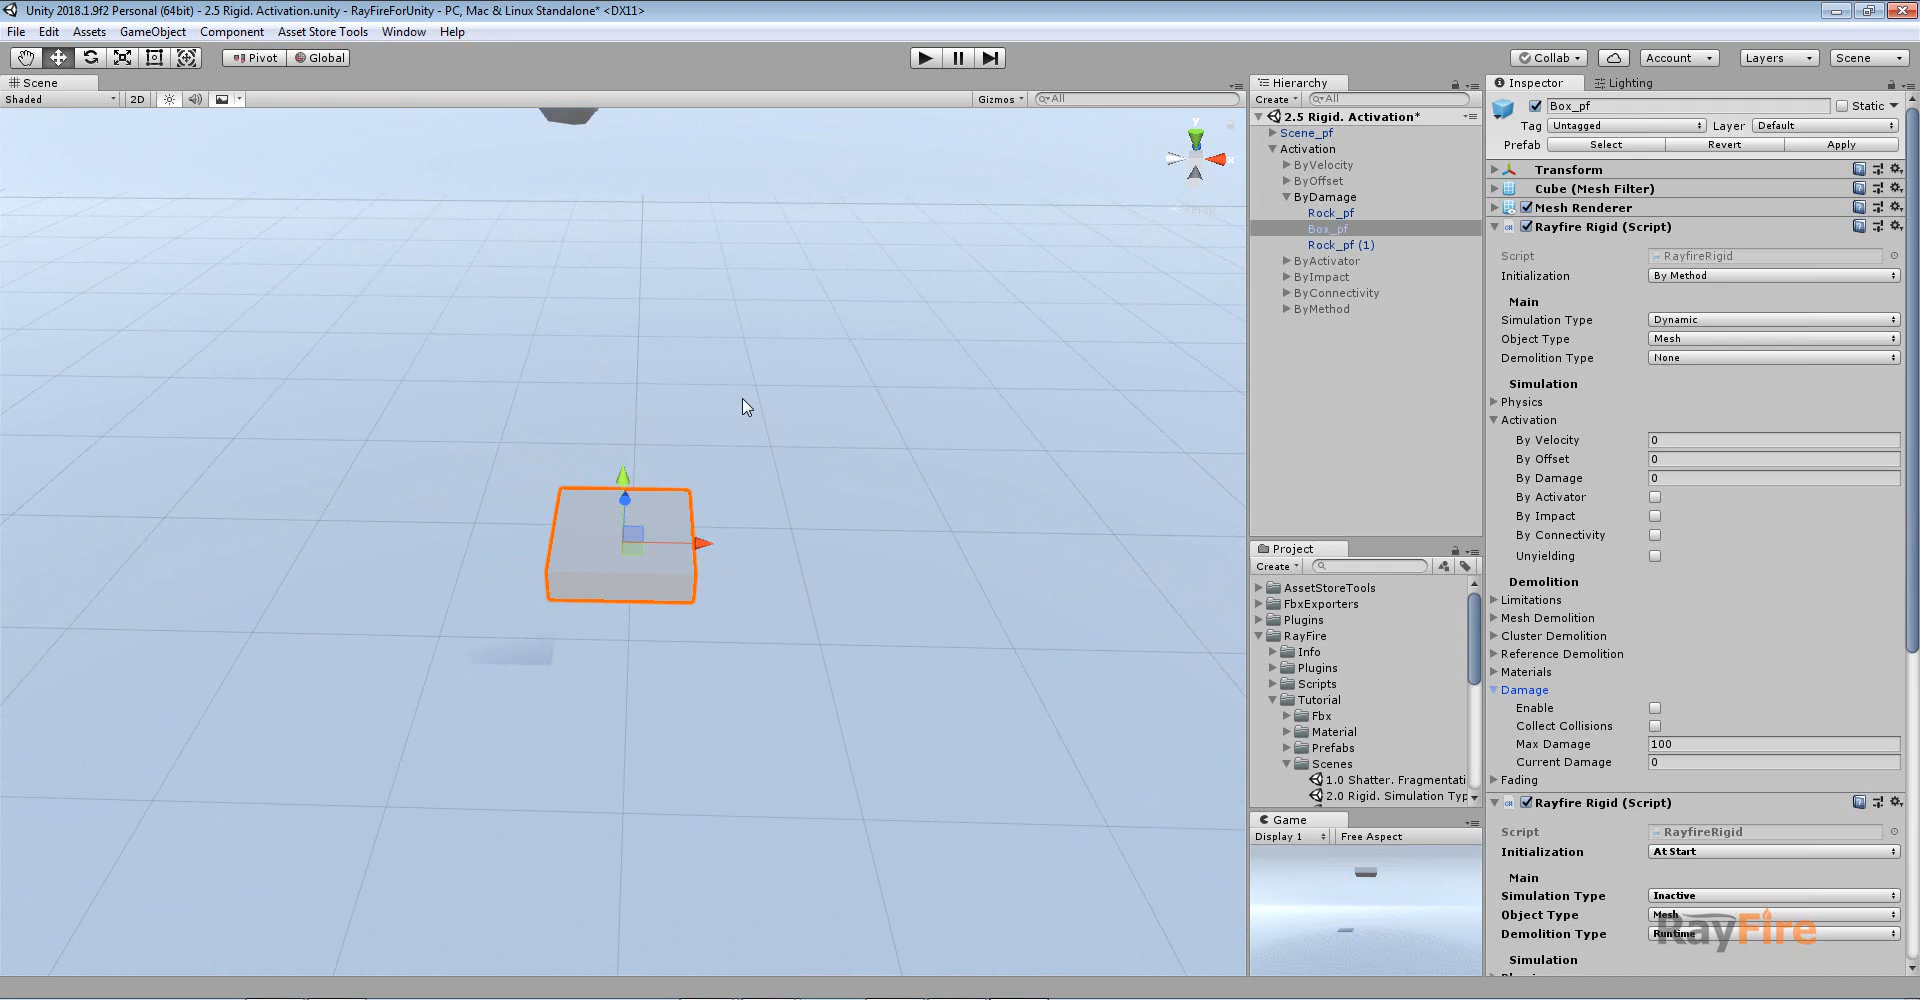 Unity 2018.1.9f2 Personal (64bit) - 2.5 Rigid. Activation.unity - RayFireForUnity - PC, Mac & Linux Standalone* <DX11>
File Edit Assets GameObject Component Asset Store Tools Window Help
Pivot Global Collab Account Layers Scene
Scene
Shaded 2D Gizmos All
y
x
Persp
Hierarchy
Create All
2.5 Rigid. Activation*
Scene_pf
Activation
ByVelocity
ByOffset
ByDamage
Rock_pf
Box_pf
Rock_pf (1)
ByActivator
ByImpact
ByConnectivity
ByMethod
Project
Create
AssetStoreTools
FbxExporters
Plugins
RayFire
Info
Plugins
Scripts
Tutorial
Fbx
Material
Prefabs
Scenes
1.0 Shatter. Fragmentati
2.0 Rigid. Simulation Typ
Game
Display 1 Free Aspect
Inspector Lighting
Box_pf Static
Tag Untagged Layer Default
Prefab Select Revert Apply
Transform
Cube (Mesh Filter)
Mesh Renderer
Rayfire Rigid (Script)
Script RayfireRigid
Initialization By Method
Main
Simulation Type Dynamic
Object Type Mesh
Demolition Type None
Simulation
Physics
Activation
By Velocity 0
By Offset 0
By Damage 0
By Activator
By Impact
By Connectivity
Unyielding
Demolition
Limitations
Mesh Demolition
Cluster Demolition
Reference Demolition
Materials
Damage
Enable
Collect Collisions
Max Damage 100
Current Damage 0
Fading
Rayfire Rigid (Script)
Script RayfireRigid
Initialization At Start
Main
Simulation Type Inactive
Object Type Mesh
Demolition Type Runtime
RayFire
Simulation